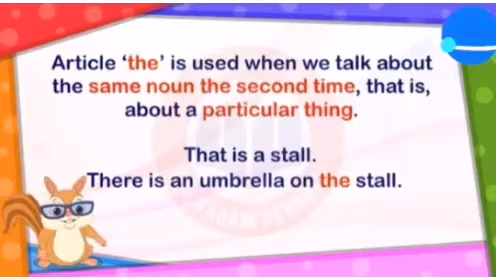 Article ‘the’ is used when we talk about
the same noun the second time, that is,
about a particular thing.
That is a stall.
There is an umbrella on the stall.